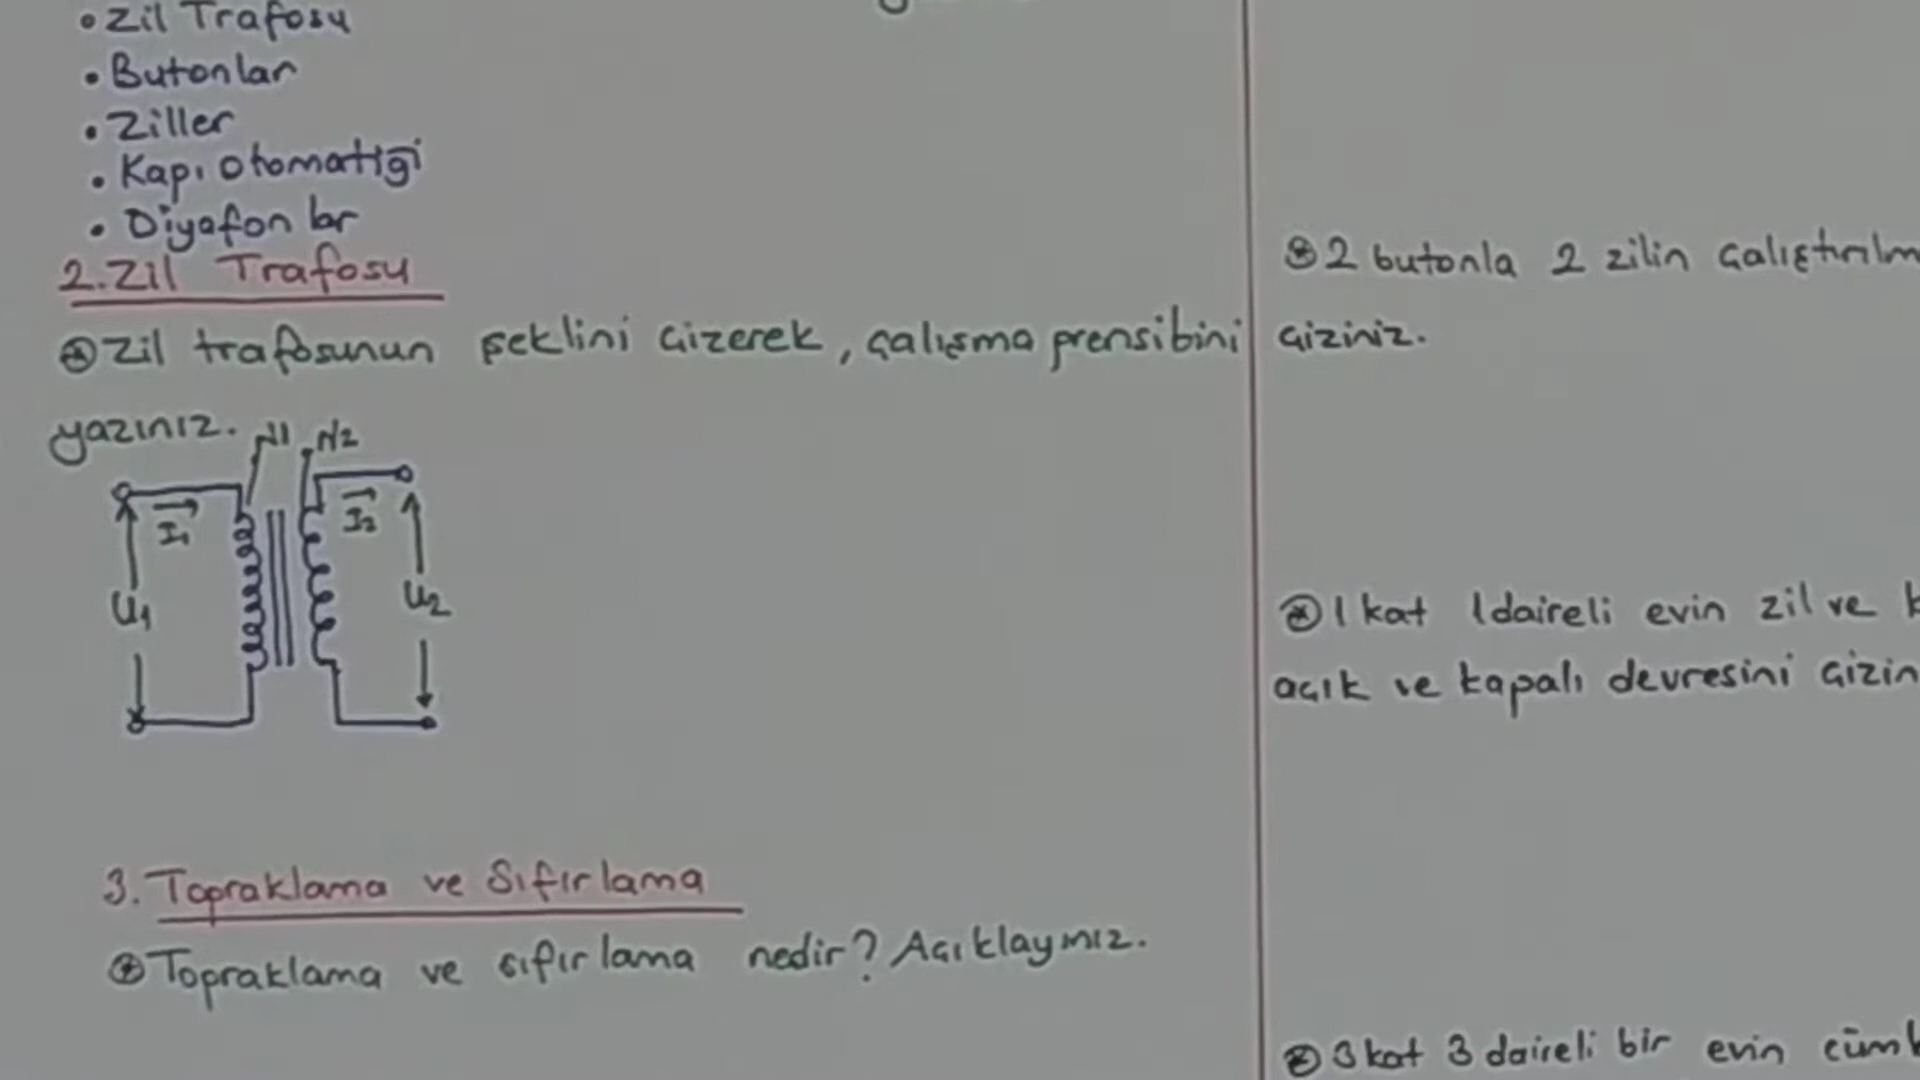 • Zil Trafosu
• Butonlar
• Ziller
• Kapı otomatiği
• Diyafonlar
2. Zil Trafosu
Zil trafosunun şeklini çizerek, çalışma prensibini
yazınız.
N1 N2
I1 I2
U1 U2
3. Topraklama ve Sıfırlama
Topraklama ve sıfırlama nedir? Açıklayınız.
2 butonla 2 zilin çalıştırılm
çiziniz.
1 kat 1 daireli evin zil ve k
açık ve kapalı devresini çizin
3 kat 3 daireli bir evin